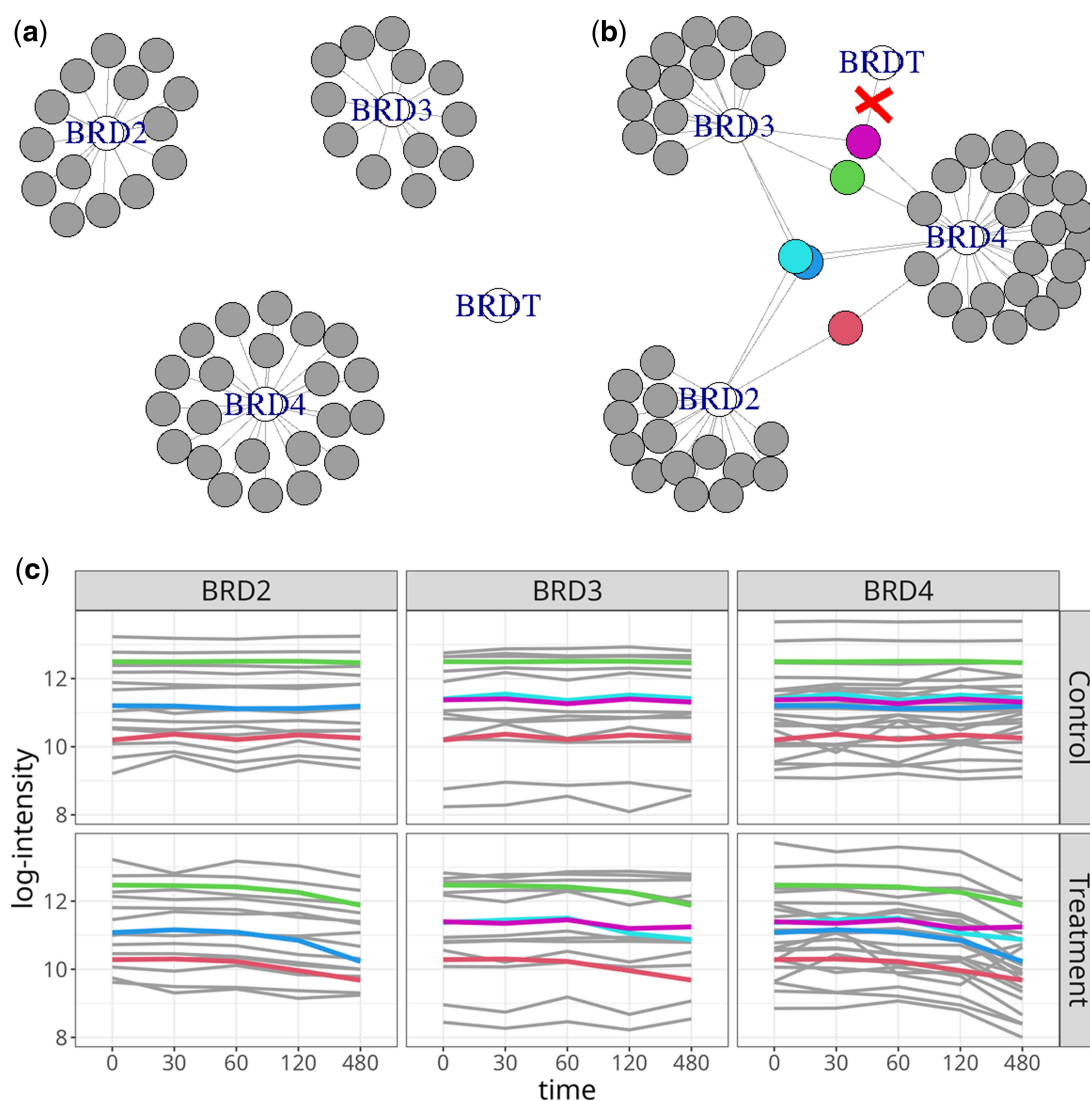 (a)
BRD2
BRD3
BRDT
BRD4
(b)
BRDT
BRD3
BRD4
BRD2
(c)
BRD2 BRD3 BRD4
log-intensity
12
10
8
Control
12
10
8
Treatment
0 30 60 120 480 0 30 60 120 480 0 30 60 120 480
time